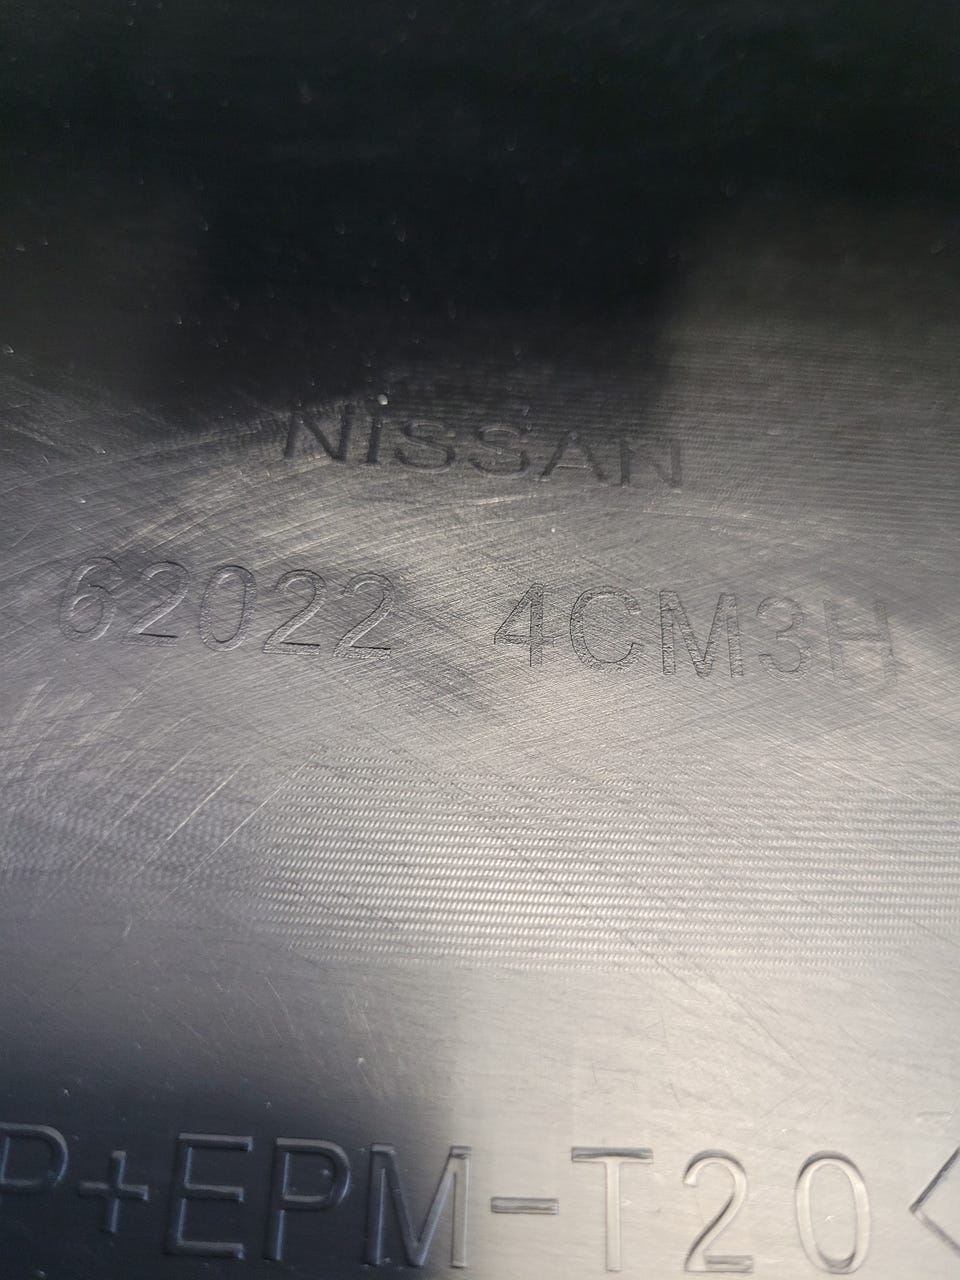 NISSAN
62022 4CM3H
P+EPM-T20<